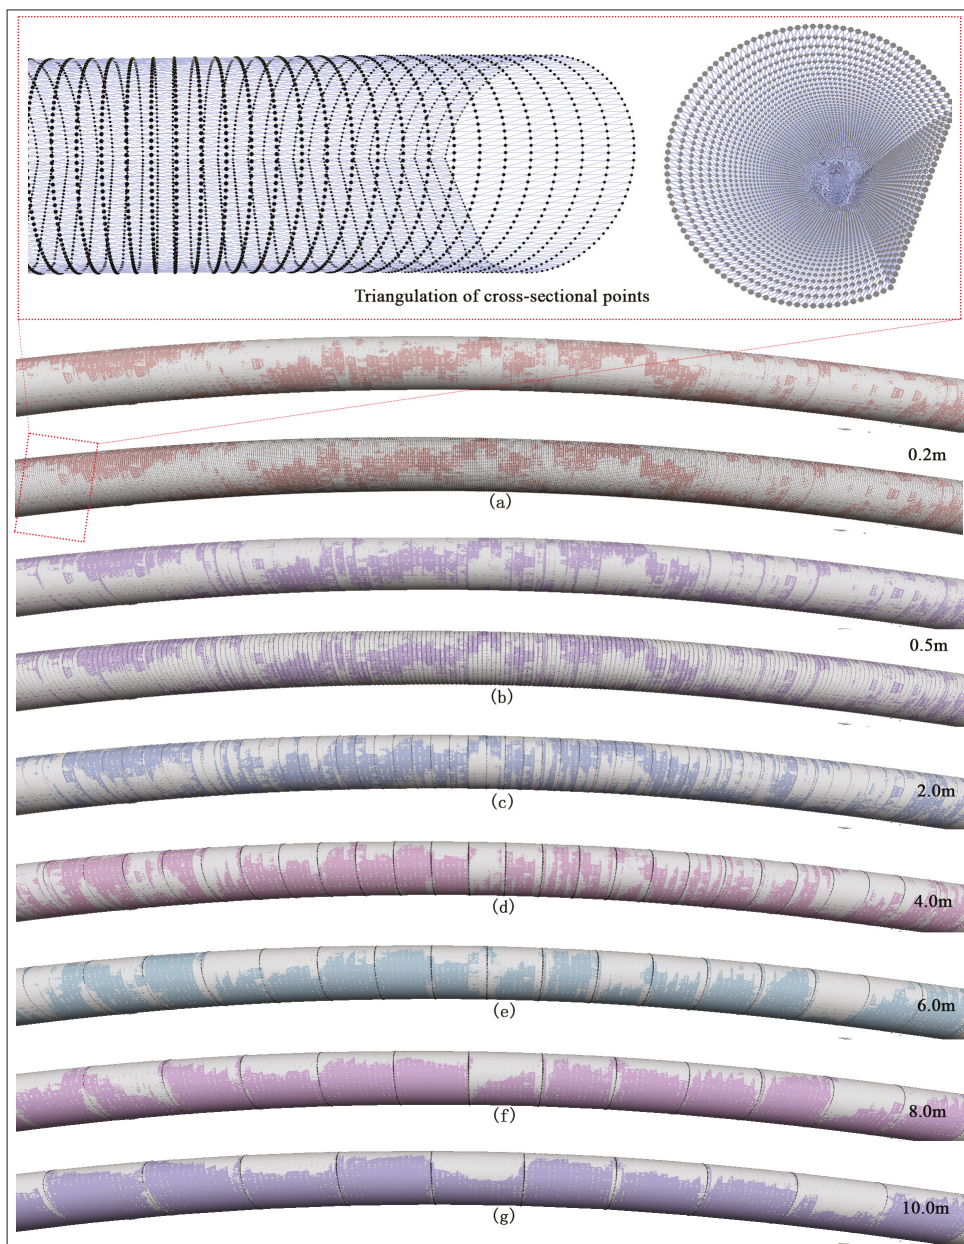 Triangulation of cross-sectional points
0.2m
(a)
0.5m
(b)
2.0m
(c)
4.0m
(d)
6.0m
(e)
8.0m
(f)
10.0m
(g)